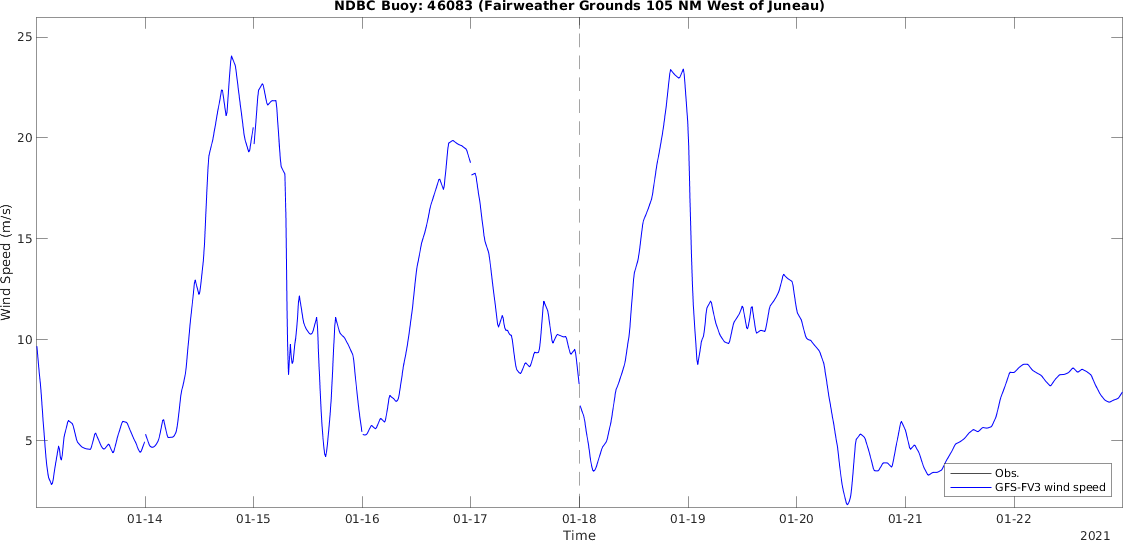 NDBC Buoy: 46083 (Fairweather Grounds 105 NM West of Juneau)
25
20
15
10
5
Wind Speed (m/s)
Obs.
GFS-FV3 wind speed
01-14 01-15 01-16 01-17 01-18 01-19 01-20 01-21 01-22
Time
2021